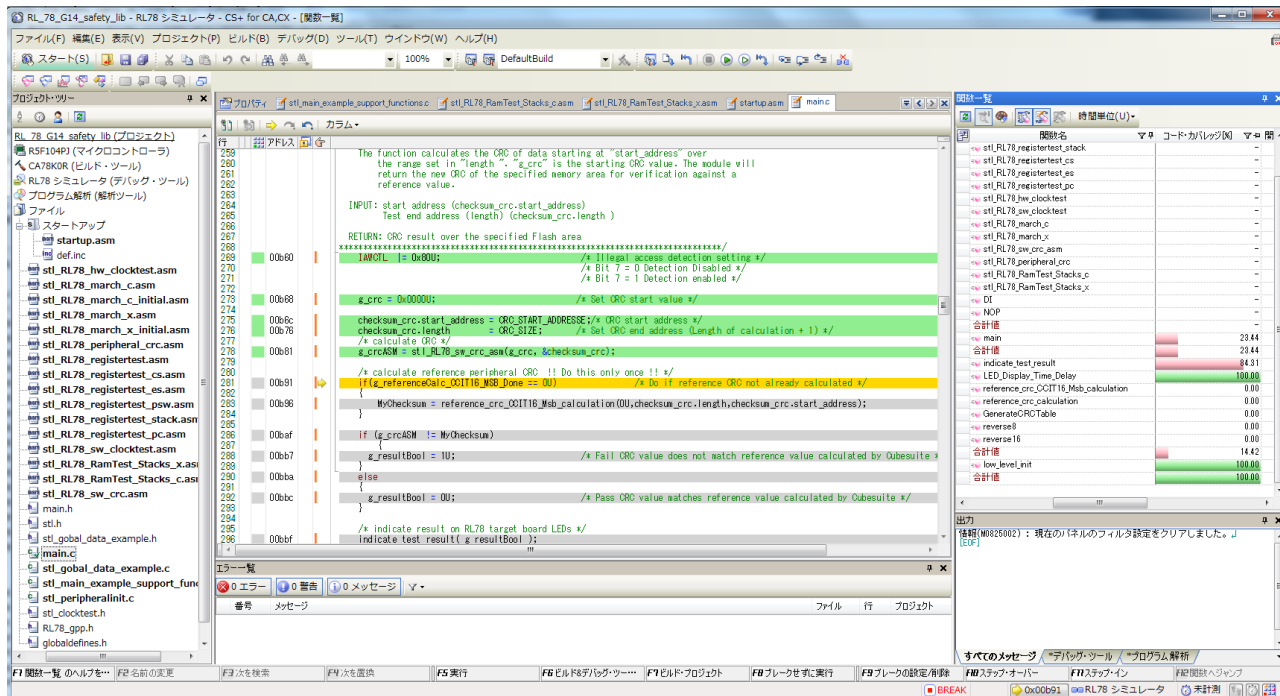 RL_78_G14_safety_lib - RL78 シミュレータ - CS+ for CA,CX - [関数一覧]
ファイル(F) 編集(E) 表示(V) プロジェクト(P) ビルド(B) デバッグ(D) ツール(T) ウインドウ(W) ヘルプ(H)
スタート(S) 100% DefaultBuild
プロジェクト・ツリー
RL_78_G14_safety_lib (プロジェクト)
R5F104PJ (マイクロコントローラ)
CA78K0R (ビルド・ツール)
RL78 シミュレータ (デバッグ・ツール)
プログラム解析 (解析ツール)
ファイル
スタートアップ
startup.asm
def.inc
stl_RL78_hw_clocktest.asm
stl_RL78_march_c.asm
stl_RL78_march_c_initial.asm
stl_RL78_march_x.asm
stl_RL78_march_x_initial.asm
stl_RL78_peripheral_crc.asm
stl_RL78_registertest.asm
stl_RL78_registertest_cs.asm
stl_RL78_registertest_es.asm
stl_RL78_registertest_psw.asm
stl_RL78_registertest_stack.asm
stl_RL78_registertest_pc.asm
stl_RL78_sw_clocktest.asm
stl_RL78_RamTest_Stacks_x.asm
stl_RL78_RamTest_Stacks_c.asm
stl_RL78_sw_crc.asm
main.h
stl.h
stl_gobal_data_example.h
main.c
stl_gobal_data_example.c
stl_main_example_support_func
stl_peripheralinit.c
stl_clocktest.h
RL78_gpp.h
globaldefines.h
プロパティ stl_main_example_support_functions.c stl_RL78_RamTest_Stacks_c.asm stl_RL78_RamTest_Stacks_x.asm startup.asm main.c
カラム
行 アドレス
259 The function calculates the CRC of data starting at "start_address" over
260 the range set in "length ". "g_crc" is the starting CRC value. The module will
261 return the new CRC of the specified memory area for verification against a
262 reference value.
263
264 INPUT: start address (checksum_crc.start_address)
265 Test end address (length) (checksum_crc.length )
266
267 RETURN: CRC result over the specified Flash area
268 *****************************************************************************/
269 00b60 IAWCTL |= 0x80U; /* Illegal access detection setting */
270 /* Bit 7 = 0 Detection Disabled */
271 /* Bit 7 = 1 Detection enabled */
272
273 00b68 g_crc = 0x0000U; /* Set CRC start value */
274
275 00b6c checksum_crc.start_address = CRC_START_ADDRESSE;/* CRC start address */
276 00b76 checksum_crc.length = CRC_SIZE; /* Set CRC end address (Length of calculation + 1) */
277 /* calculate CRC */
278 00b81 g_crcASM = stl_RL78_sw_crc_asm(g_crc, &checksum_crc);
279
280 /* calculate reference peripheral CRC !! Do this only once !! */
281 00b91 if(g_referenceCalc_CCIT16_MSB_Done == 0U) /* Do if reference CRC not already calculated */
282 {
283 00b96 MyChecksum = reference_crc_CCIT16_Msb_calculation(0U,checksum_crc.length,checksum_crc.start_address);
284 }
285
286 00baf if (g_crcASM != MyChecksum)
287 {
288 00bb7 g_resultBool = 1U; /* Fail CRC value does not match reference value calculated by Cubesuite *
289 }
290 00bba else
291 {
292 00bbc g_resultBool = 0U; /* Pass CRC value matches reference value calculated by Cubesuite */
293 }
294
295 /* indicate result on RL78 target board LEDs */
296 00bbf indicate_test_result( g_resultBool );
エラー一覧
0 エラー 0 警告 0 メッセージ
番号 メッセージ ファイル 行 プロジェクト
関数一覧
時間単位(U)
関数名 コード・カバレッジ[%] 関
stl_RL78_registertest_stack -
stl_RL78_registertest_cs -
stl_RL78_registertest_es -
stl_RL78_registertest_pc -
stl_RL78_hw_clocktest -
stl_RL78_sw_clocktest -
stl_RL78_march_c -
stl_RL78_march_x -
stl_RL78_sw_crc_asm -
stl_RL78_peripheral_crc -
stl_RL78_RamTest_Stacks_c -
stl_RL78_RamTest_Stacks_x -
DI -
NOP -
合計値 -
main 23.44
合計値 23.44
indicate_test_result 84.31
LED_Display_Time_Delay 100.00
reference_crc_CCIT16_Msb_calculation 0.00
reference_crc_calculation 0.00
GenerateCRCTable 0.00
reverse8 0.00
reverse16 0.00
合計値 14.42
low_level_init 100.00
合計値 100.00
出力
情報(M0825002) : 現在のパネルのフィルタ設定をクリアしました。
[EOF]
すべてのメッセージ *デバッグ・ツール *プログラム解析
F1 関数一覧 のヘルプを… F2 名前の変更 F3 次を検索 F4 次を置換 F5 実行 F6 ビルド&デバッグ・ツー… F7 ビルド・プロジェクト F8 ブレークせずに実行 F9 ブレークの設定/削除 F10 ステップ・オーバー F11 ステップ・イン F12 関数へジャンプ
BREAK 0x00b91 RL78 シミュレータ 未計測